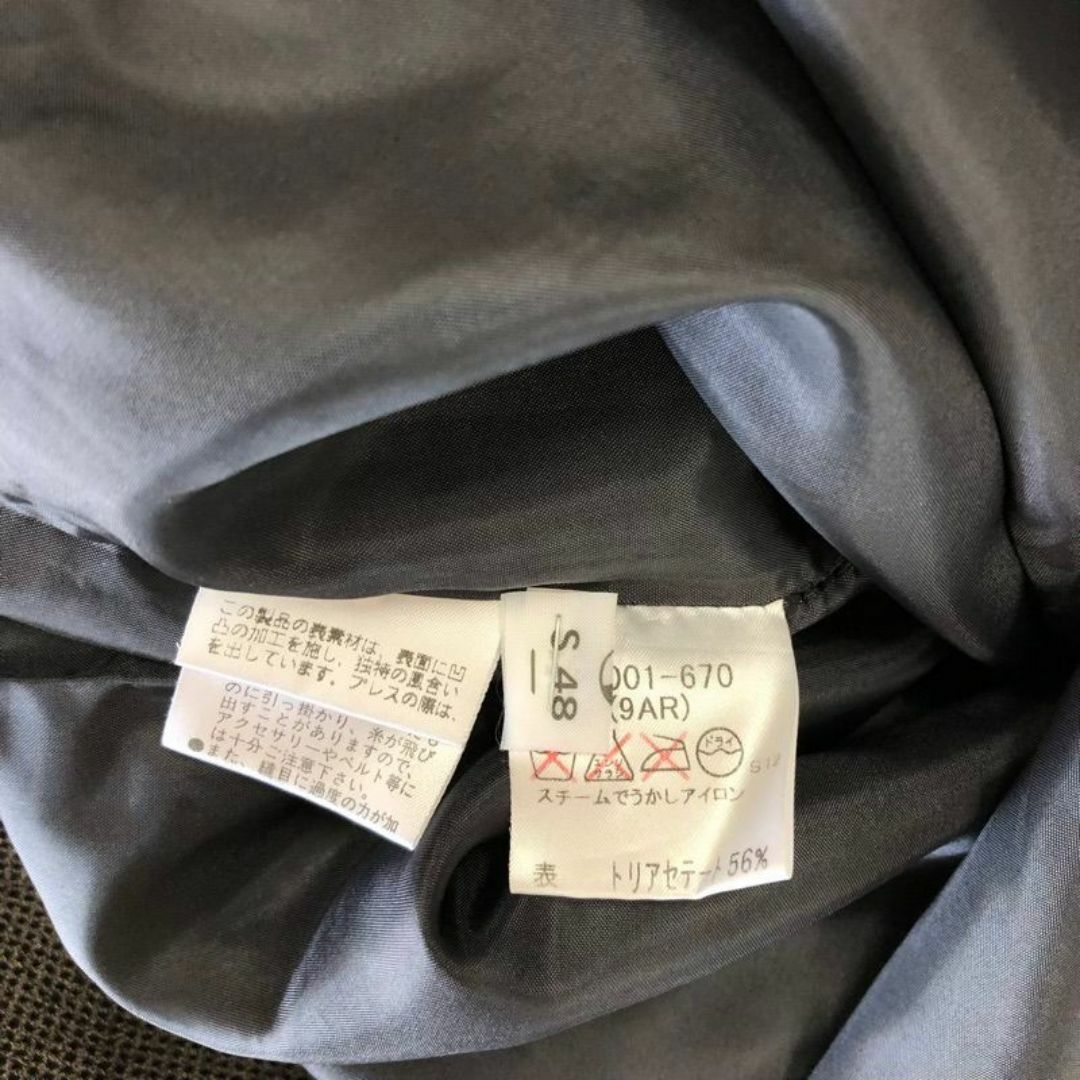 この製品の表素材は、表面に凹
凸の加工を施し、独特の風合い
を出しています。プレスの際は、
のに引っ掛かり、糸が飛び
出すことがありますので、
アクセサリーやベルト等に
は十分ご注意下さい。
●また、縫目に過度の力が加
S 48
001-670
(9AR)
ドライ
S12
スチームでうかしアイロン
表 トリアセテート56%